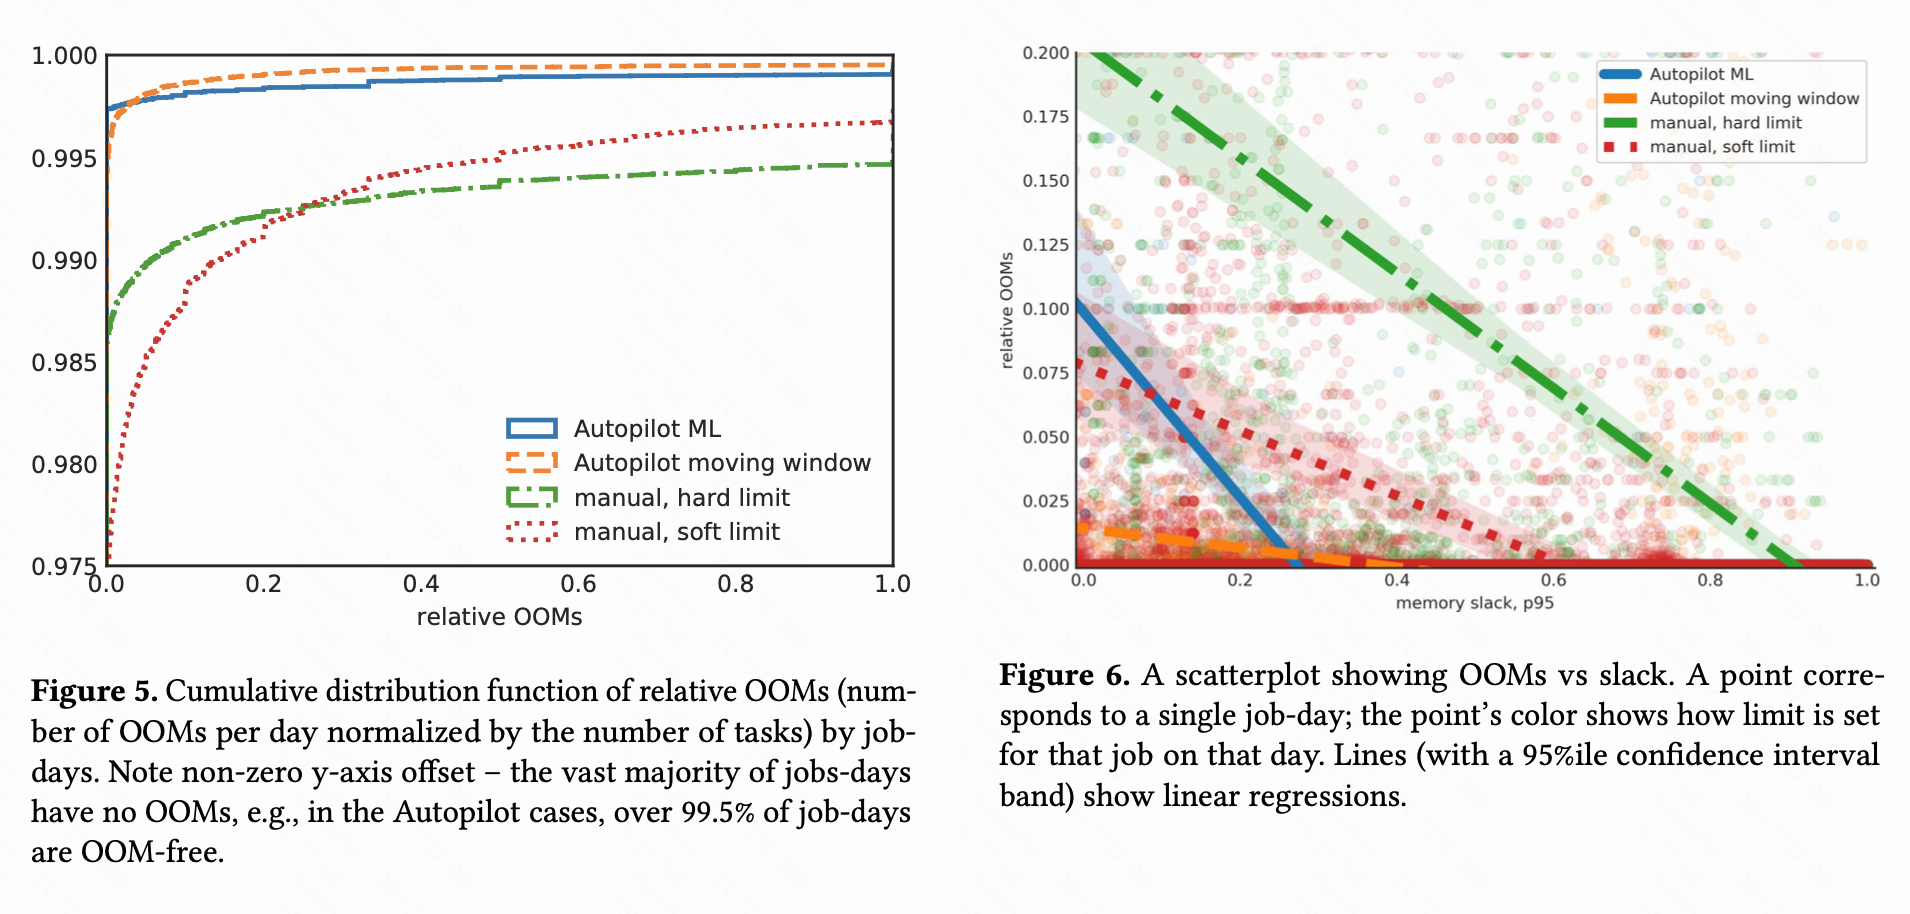 1.000
0.995
0.990
0.985
0.980
0.975
0.0
0.2
0.4
0.6
0.8
1.0
relative OOMs
Autopilot ML
Autopilot moving window
manual, hard limit
manual, soft limit
Figure 5. Cumulative distribution function of relative OOMs (num-
ber of OOMs per day normalized by the number of tasks) by job-
days. Note non-zero y-axis offset – the vast majority of jobs-days
have no OOMs, e.g., in the Autopilot cases, over 99.5% of job-days
are OOM-free.
0.200
0.175
0.150
0.125
0.100
0.075
0.050
0.025
0.000
relative OOMs
0.0
0.2
0.4
0.6
0.8
1.0
memory slack, p95
Autopilot ML
Autopilot moving window
manual, hard limit
manual, soft limit
Figure 6. A scatterplot showing OOMs vs slack. A point corre-
sponds to a single job-day; the point's color shows how limit is set
for that job on that day. Lines (with a 95%ile confidence interval
band) show linear regressions.